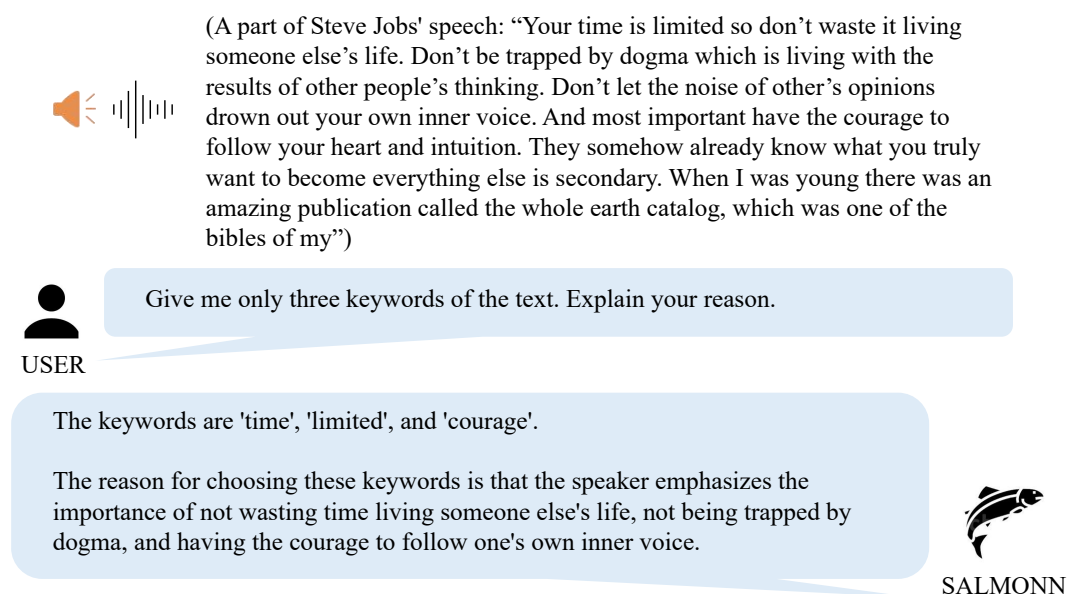 (A part of Steve Jobs' speech: “Your time is limited so don’t waste it living
someone else’s life. Don’t be trapped by dogma which is living with the
results of other people’s thinking. Don’t let the noise of other’s opinions
drown out your own inner voice. And most important have the courage to
follow your heart and intuition. They somehow already know what you truly
want to become everything else is secondary. When I was young there was an
amazing publication called the whole earth catalog, which was one of the
bibles of my”)
Give me only three keywords of the text. Explain your reason.
USER
The keywords are 'time', 'limited', and 'courage'.
The reason for choosing these keywords is that the speaker emphasizes the
importance of not wasting time living someone else's life, not being trapped by
dogma, and having the courage to follow one's own inner voice.
SALMONN